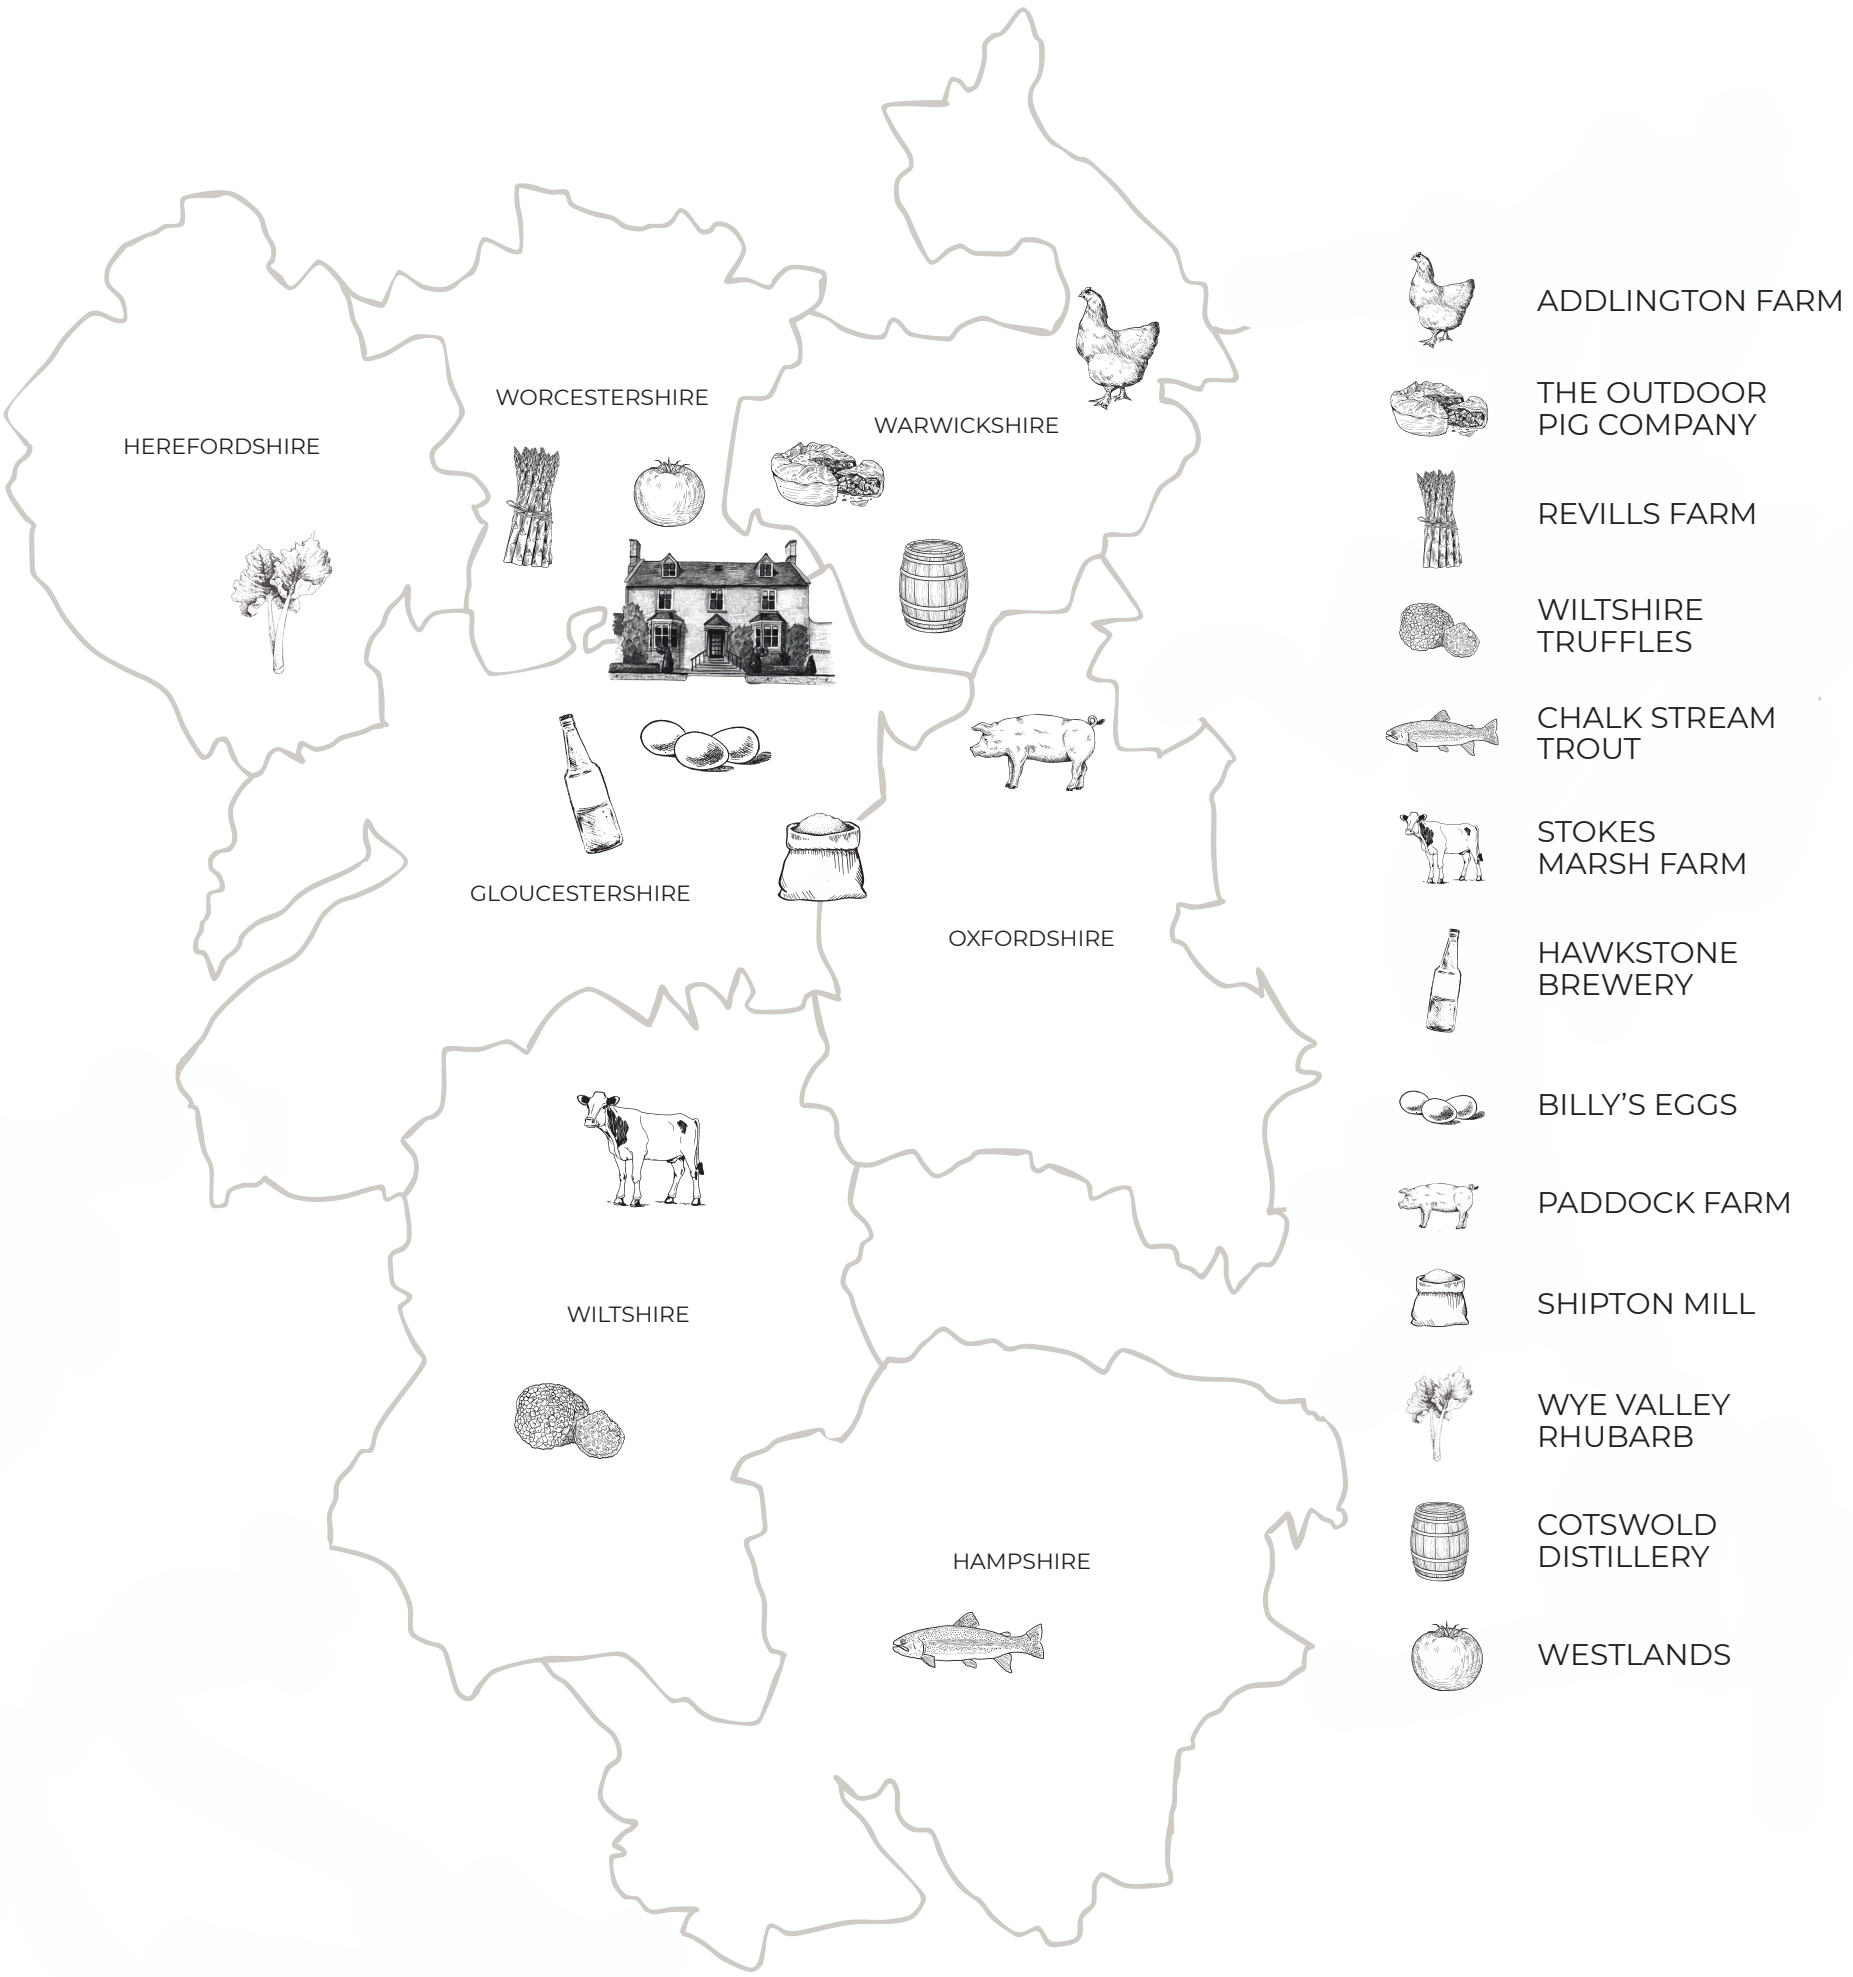 HEREFORDSHIRE
WORCESTERSHIRE
WARWICKSHIRE
GLOUCESTERSHIRE
OXFORDSHIRE
WILTSHIRE
HAMPSHIRE
ADDLINGTON FARM
THE OUTDOOR
PIG COMPANY
REVILLS FARM
WILTSHIRE
TRUFFLES
CHALK STREAM
TROUT
STOKES
MARSH FARM
HAWKSTONE
BREWERY
BILLY’S EGGS
PADDOCK FARM
SHIPTON MILL
WYE VALLEY
RHUBARB
COTSWOLD
DISTILLERY
WESTLANDS